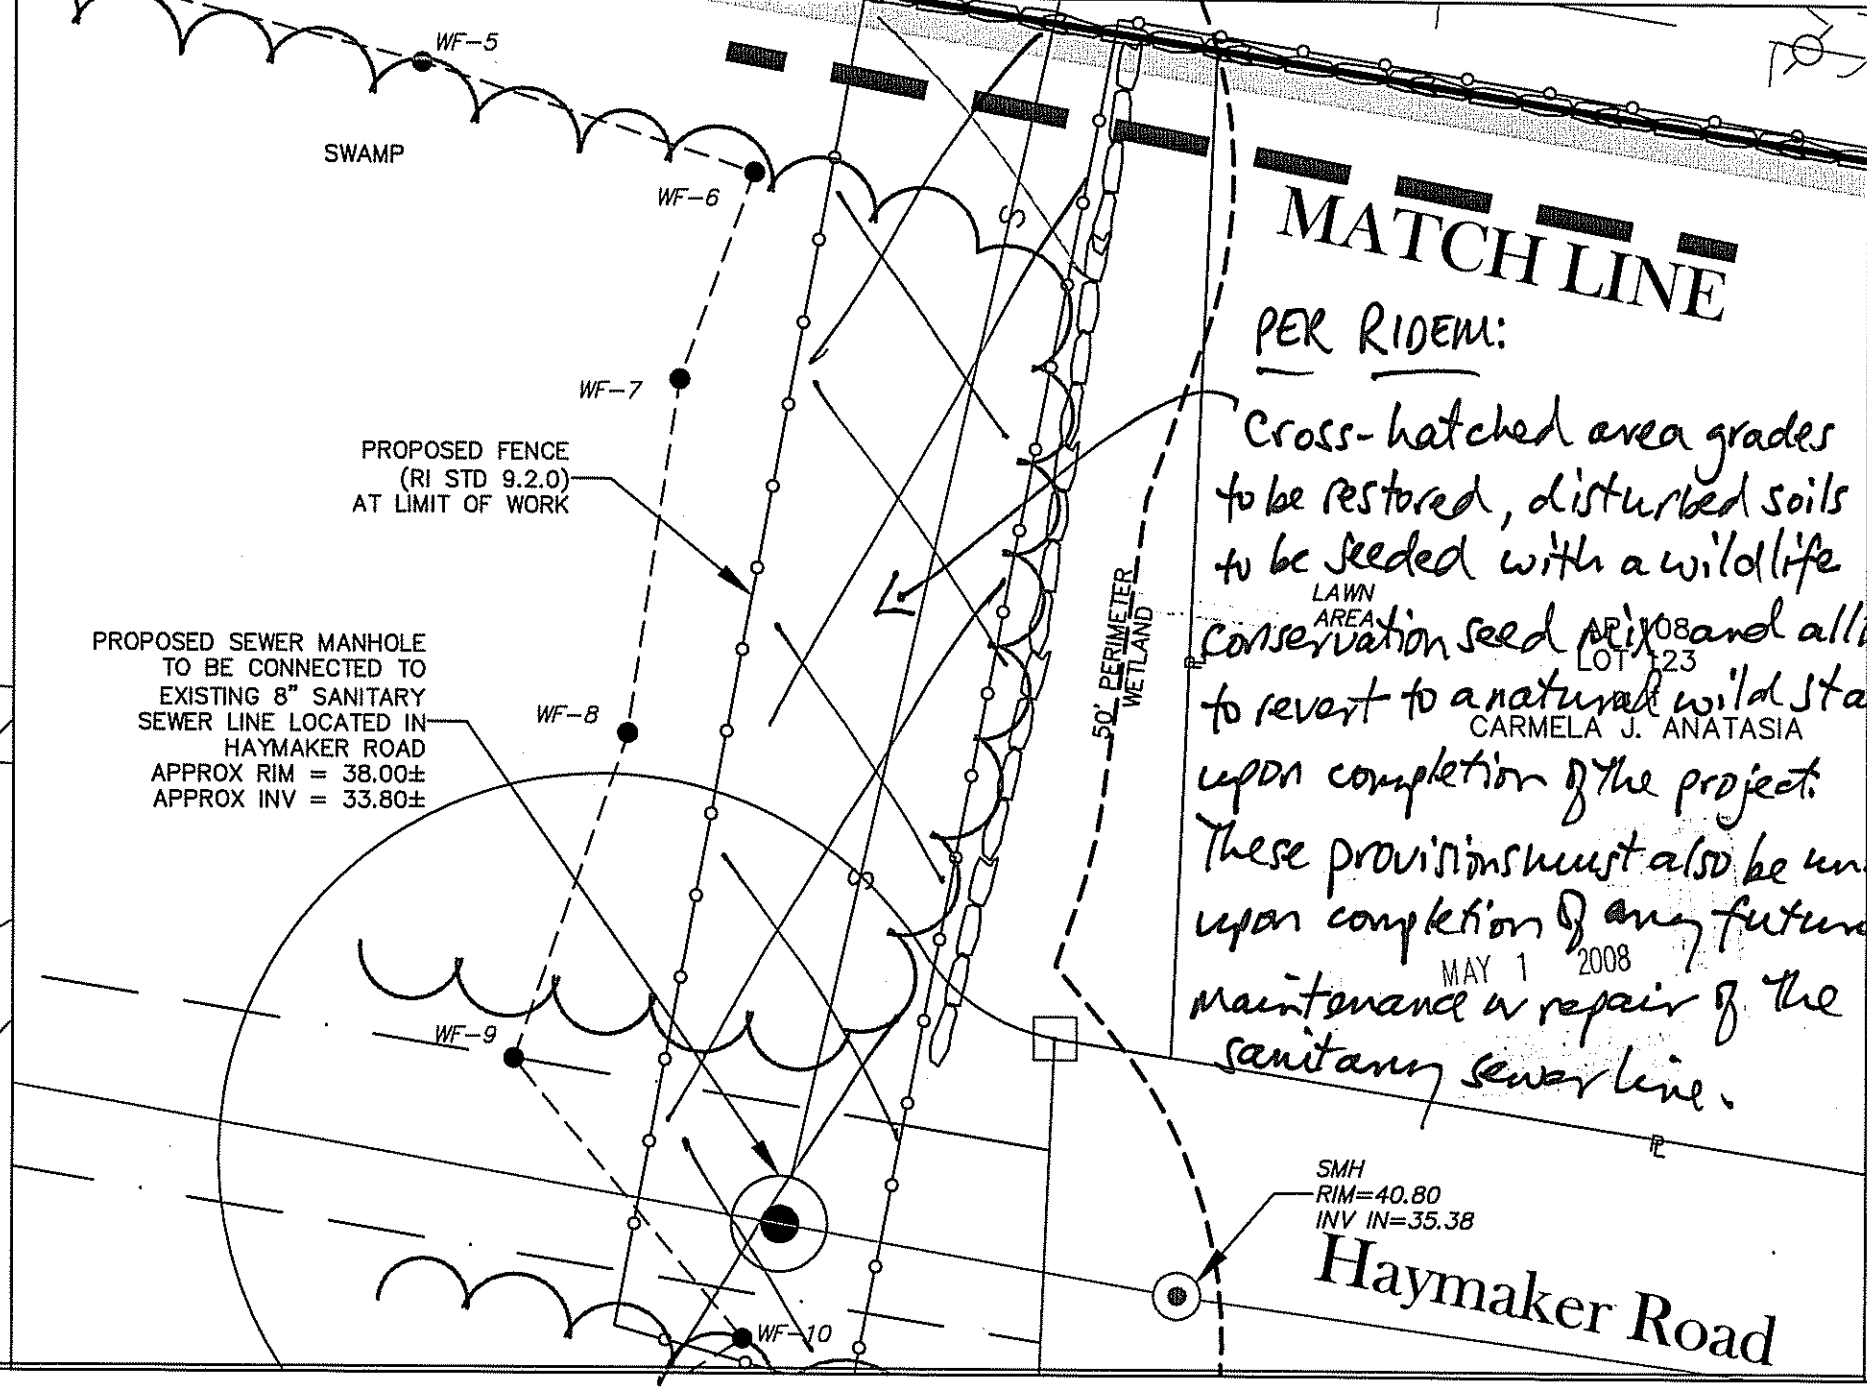 WF-5
SWAMP
WF-6
MATCH LINE
PER RIDEM:
WF-7
Cross-hatched area grades
to be restored, disturbed soils
to be seeded with a wildlife
conservation seed mix and
to revert to a natural wild
upon completion of the project.
These provisions must also be
upon completion of any
maintenance or repair of the
sanitary sewer line.
PROPOSED FENCE
(RI STD 9.2.0)
AT LIMIT OF WORK
S
50' PERIMETER
WETLAND
LAWN
AREA
AP 108
LOT 123
CARMELA J. ANATASIA
PROPOSED SEWER MANHOLE
TO BE CONNECTED TO
EXISTING 8" SANITARY
SEWER LINE LOCATED IN
HAYMAKER ROAD
APPROX RIM = 38.00±
APPROX INV = 33.80±
WF-8
S
MAY 1 2008
WF-9
PL
PL
SMH
RIM=40.80
INV IN=35.38
Haymaker Road
WF-10